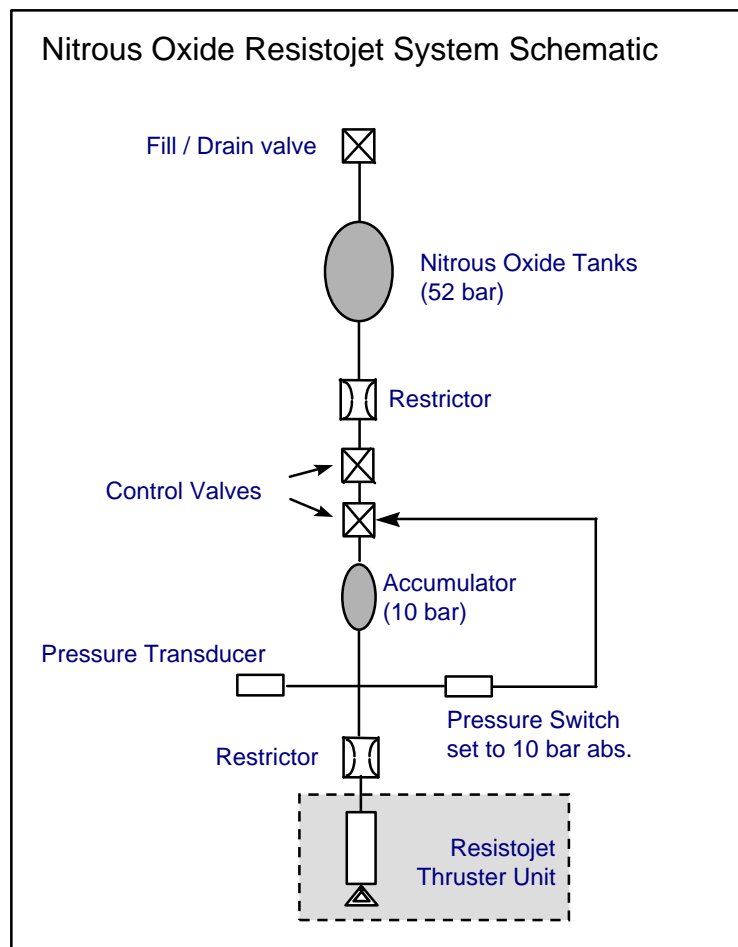 Nitrous Oxide Resistojet System Schematic
Fill / Drain valve
Nitrous Oxide Tanks
(52 bar)
Restrictor
Control Valves
Accumulator
(10 bar)
Pressure Transducer
Pressure Switch
set to 10 bar abs.
Restrictor
Resistojet
Thruster Unit